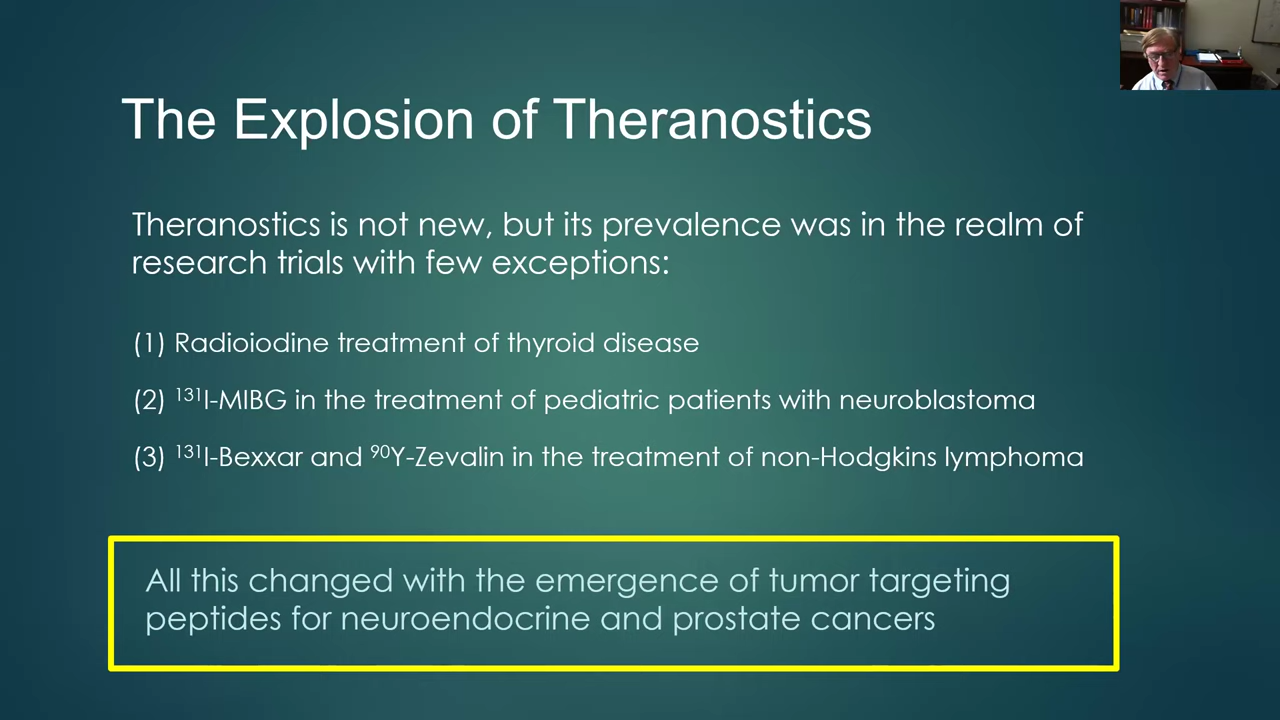 The Explosion of Theranostics
Theranostics is not new, but its prevalence was in the realm of
research trials with few exceptions:
(1) Radioiodine treatment of thyroid disease
(2) ¹³¹I-MIBG in the treatment of pediatric patients with neuroblastoma
(3) ¹³¹I-Bexxar and ⁹⁰Y-Zevalin in the treatment of non-Hodgkins lymphoma
All this changed with the emergence of tumor targeting
peptides for neuroendocrine and prostate cancers